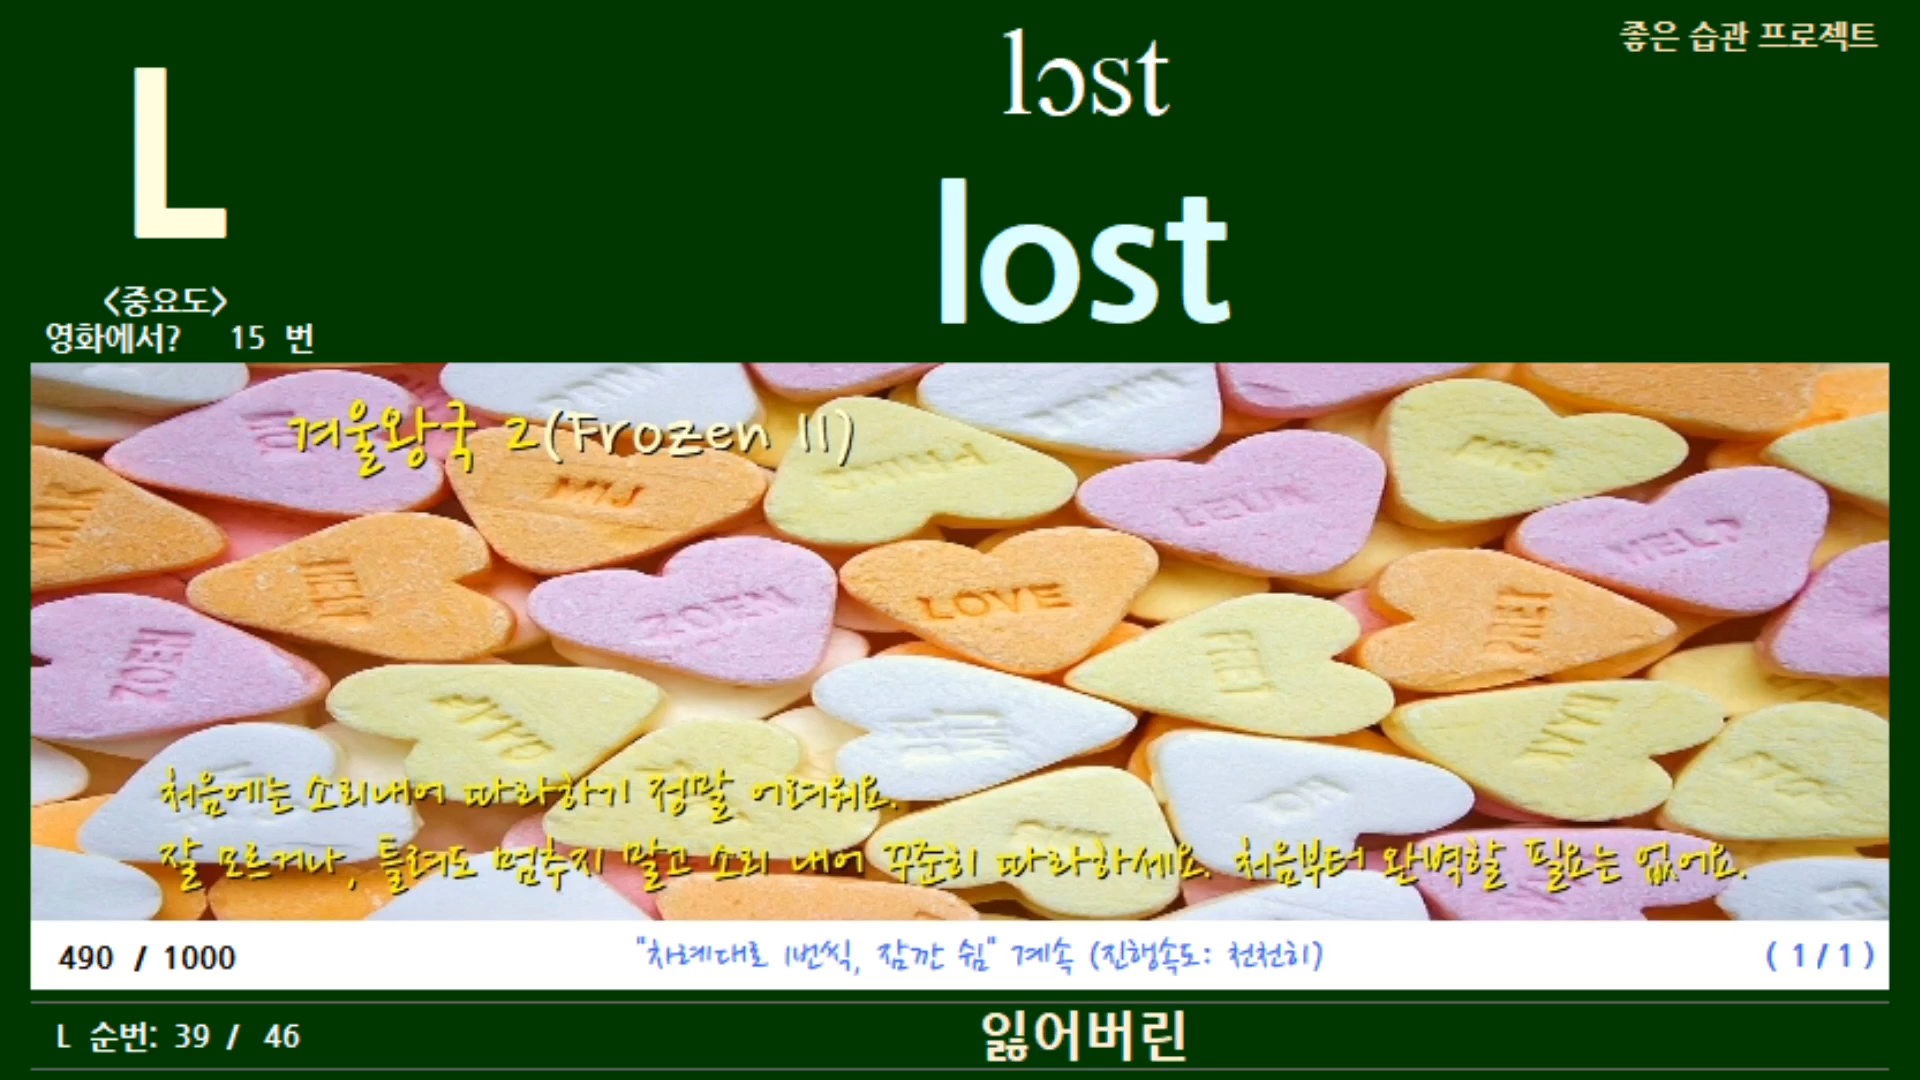 좋은 습관 프로젝트
L
lɔst
lost
<중요도>
영화에서? 15 번
겨울왕국 2(Frozen II)
MIJ
LEUK
ZOEN
LOVE
처음에는 소리내어 따라하기 정말 어려워요.
잘 모르거나, 틀려도 멈추지 말고 소리 내어 꾸준히 따라하세요. 처음부터 완벽할 필요는 없어요.
490 / 1000
"차례대로 1번씩, 잠깐 쉼" 계속 (진행속도: 천천히)
( 1 / 1 )
L 순번: 39 / 46
잃어버린